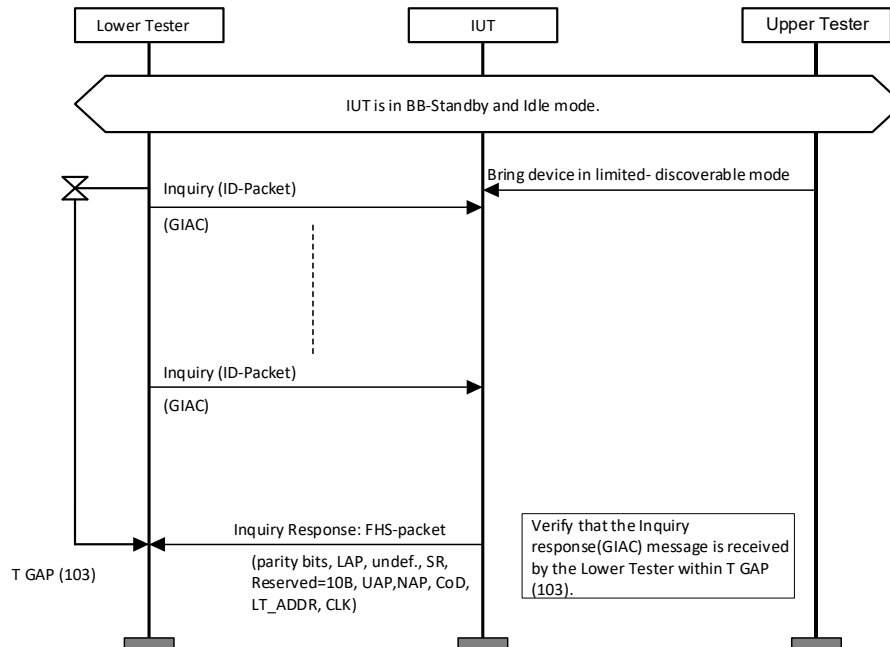 Lower Tester
IUT
Upper Tester
IUT is in BB-Standby and Idle mode.
Bring device in limited- discoverable mode
Inquiry (ID-Packet)
(GIAC)
Inquiry (ID-Packet)
(GIAC)
Inquiry Response: FHS-packet
(parity bits, LAP, undef., SR,
Reserved=10B, UAP,NAP, CoD,
LT_ADDR, CLK)
T GAP (103)
Verify that the Inquiry
response(GIAC) message is received
by the Lower Tester within T GAP
(103).